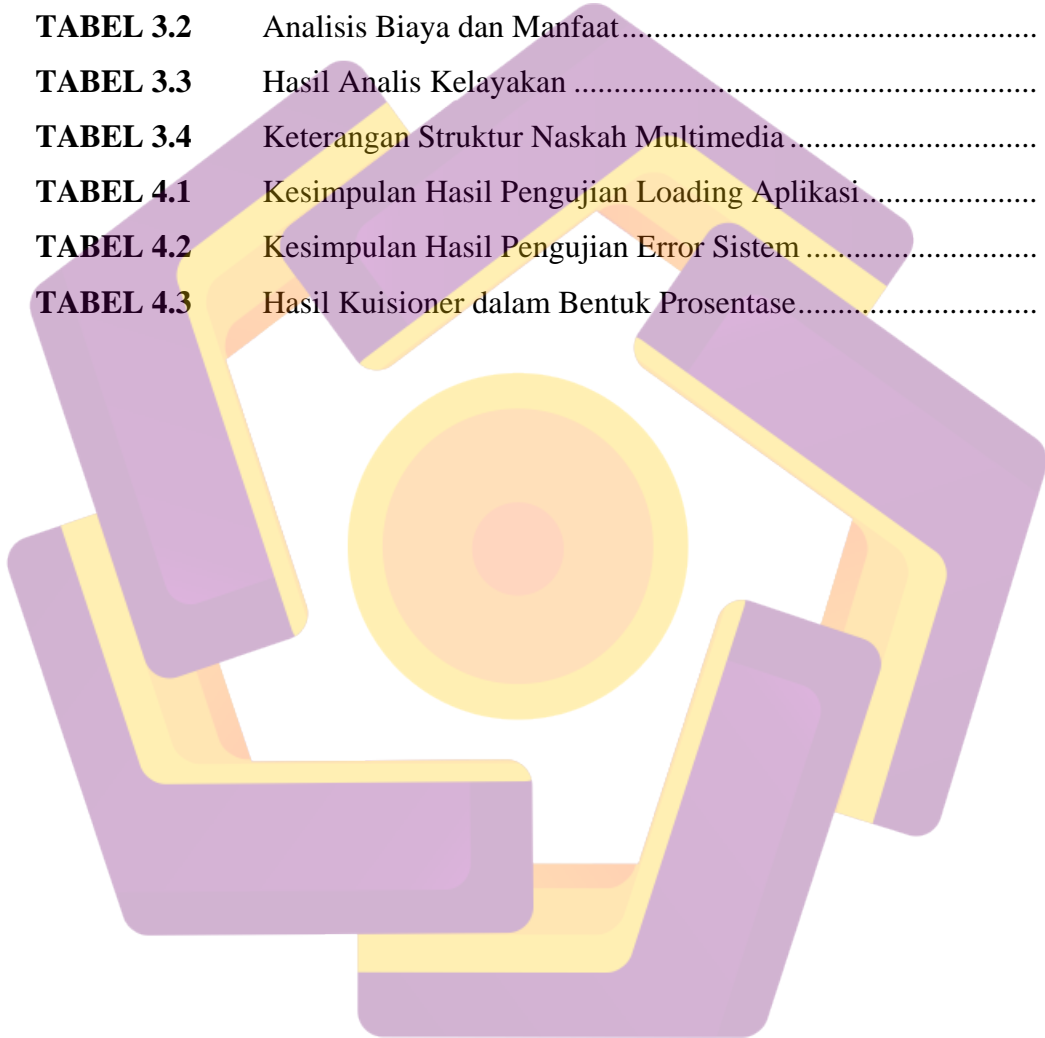 TABEL 3.2 Analisis Biaya dan Manfaat....................................................
TABEL 3.3 Hasil Analis Kelayakan ..........................................................
TABEL 3.4 Keterangan Struktur Naskah Multimedia ...............................
TABEL 4.1 Kesimpulan Hasil Pengujian Loading Aplikasi......................
TABEL 4.2 Kesimpulan Hasil Pengujian Error Sistem .............................
TABEL 4.3 Hasil Kuisioner dalam Bentuk Prosentase..............................